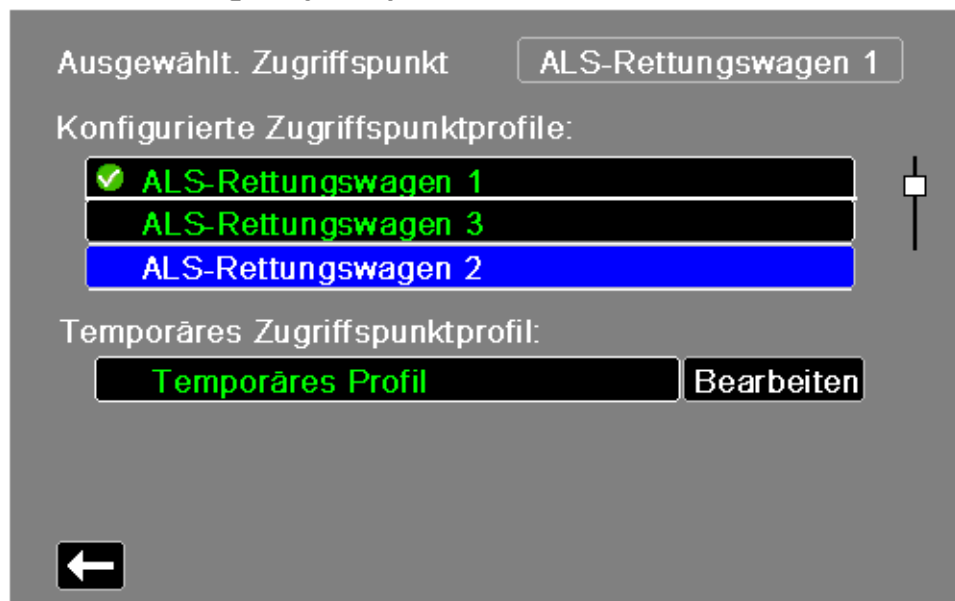 Ausgewählt. Zugriffspunkt ALS-Rettungswagen 1
Konfigurierte Zugriffspunktprofile:
ALS-Rettungswagen 1
ALS-Rettungswagen 3
ALS-Rettungswagen 2
Temporäres Zugriffspunktprofil:
Temporäres Profil Bearbeiten